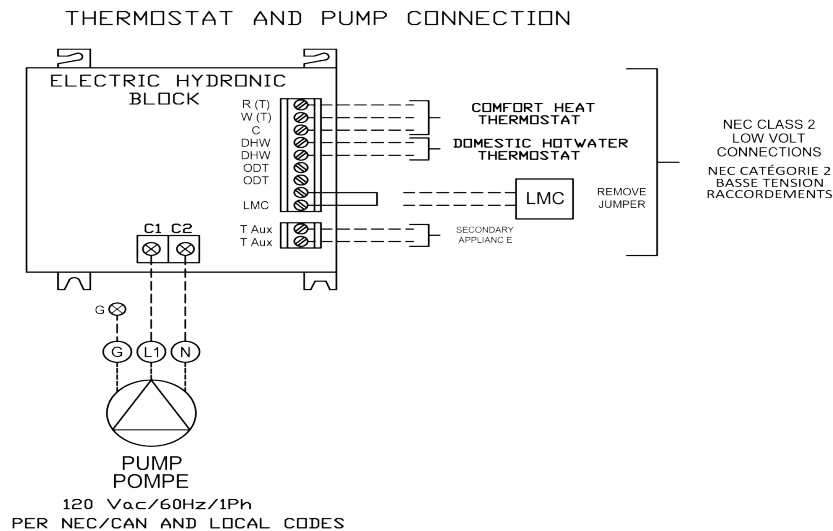 THERMOSTAT AND PUMP CONNECTION
ELECTRIC HYDRONIC
BLOCK
R (T)
W (T)
C
DHW
DHW
ODT
ODT
LMC
T Aux
T Aux
COMFORT HEAT
THERMOSTAT
DOMESTIC HOTWATER
THERMOSTAT
LMC
REMOVE
JUMPER
SECONDARY
APPLIANC E
NEC CLASS 2
LOW VOLT
CONNECTIONS
NEC CATÉGORIE 2
BASSE TENSION
RACCORDEMENTS
C1 C2
G
G L1 N
PUMP
POMPE
120 Vac/60Hz/1Ph
PER NEC/CAN AND LOCAL CODES